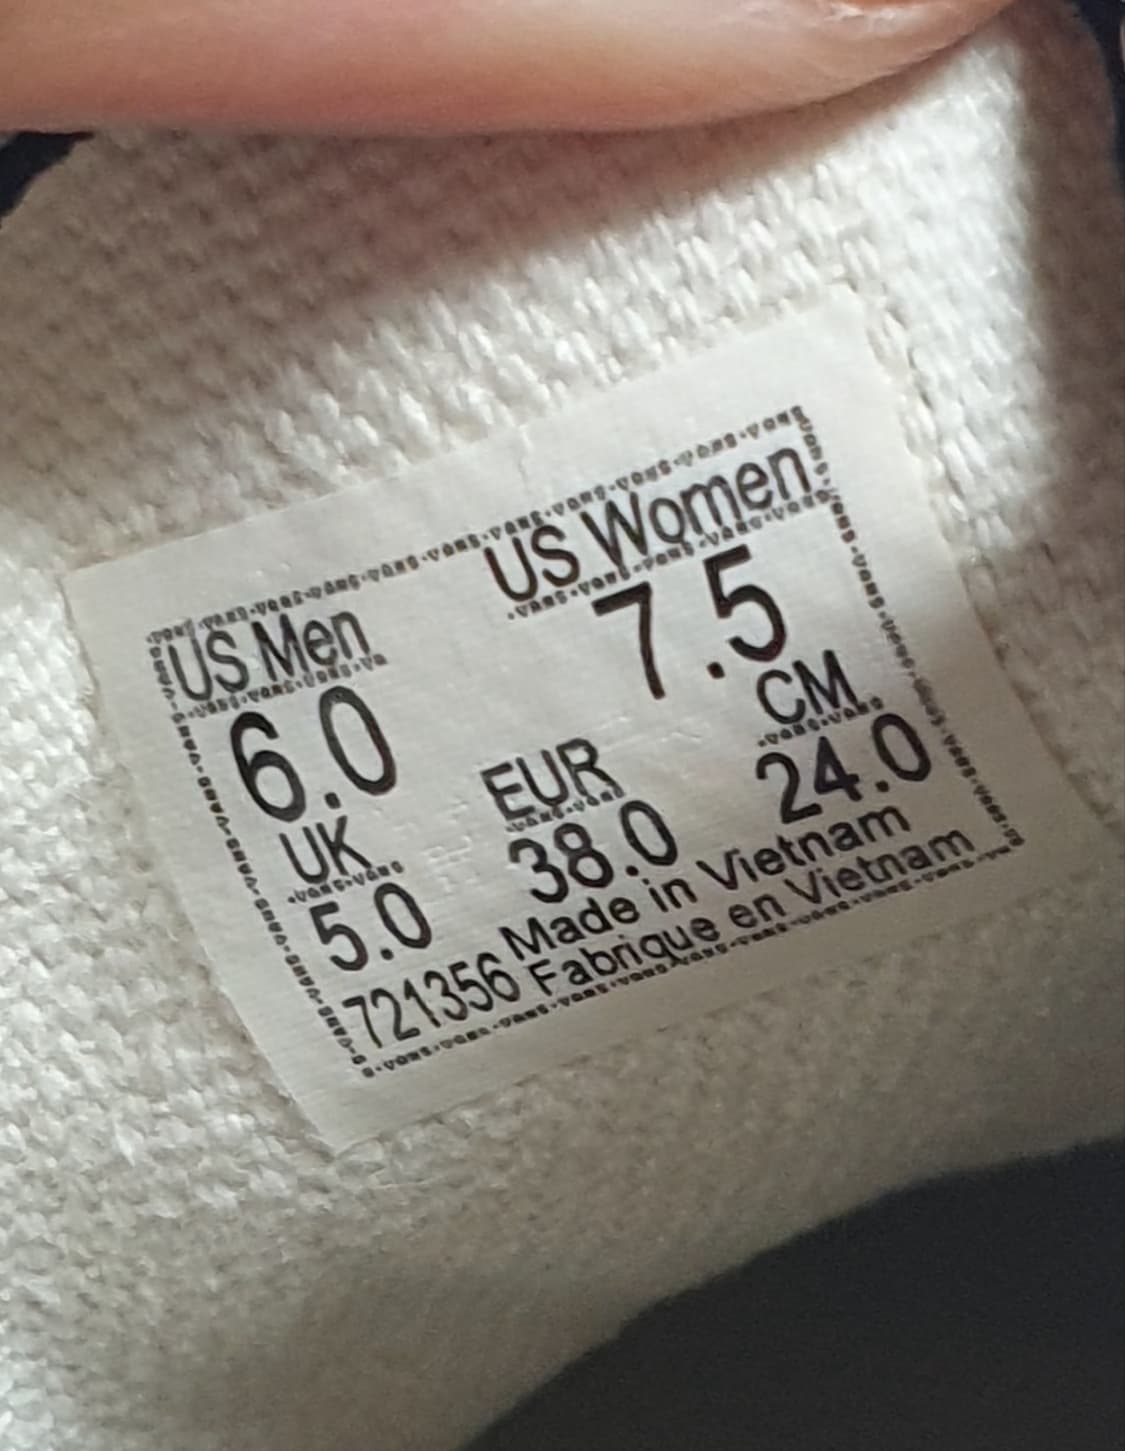 US Men US Women
6.0 7.5
UK EUR CM
5.0 38.0 24.0
721356 Made in Vietnam
Fabrique en Vietnam